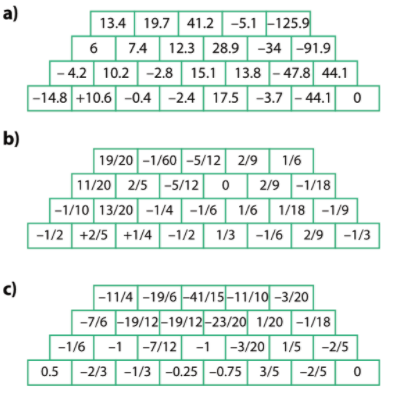 a)
13.4 19.7 41.2 –5.1 –125.9
6 7.4 12.3 28.9 –34 –91.9
– 4.2 10.2 –2.8 15.1 13.8 – 47.8 44.1
–14.8 +10.6 –0.4 –2.4 17.5 –3.7 – 44.1 0
b)
19/20 –1/60 –5/12 2/9 1/6
11/20 2/5 –5/12 0 2/9 –1/18
–1/10 13/20 –1/4 –1/6 1/6 1/18 –1/9
–1/2 +2/5 +1/4 –1/2 1/3 –1/6 2/9 –1/3
c)
–11/4 –19/6 –41/15 –11/10 –3/20
–7/6 –19/12 –19/12 –23/20 1/20 –1/18
–1/6 –1 –7/12 –1 –3/20 1/5 –2/5
0.5 –2/3 –1/3 –0.25 –0.75 3/5 –2/5 0